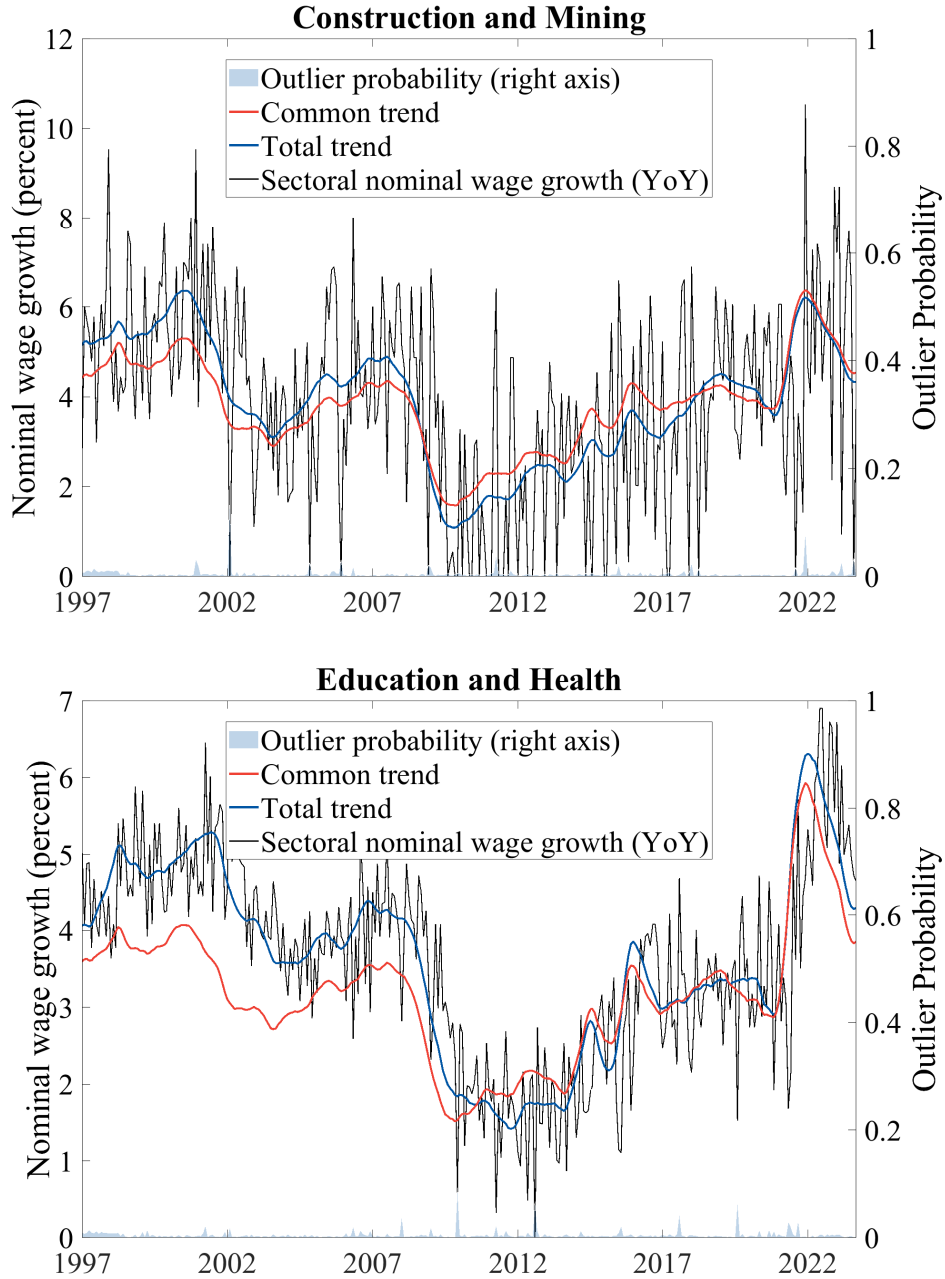 Construction and Mining
12
10
8
6
4
2
0
Nominal wage growth (percent)
Outlier probability (right axis)
Common trend
Total trend
Sectoral nominal wage growth (YoY)
1
0.8
0.6
0.4
0.2
0
Outlier Probability
1997 2002 2007 2012 2017 2022
Education and Health
7
6
5
4
3
2
1
0
Nominal wage growth (percent)
Outlier probability (right axis)
Common trend
Total trend
Sectoral nominal wage growth (YoY)
1
0.8
0.6
0.4
0.2
0
Outlier Probability
1997 2002 2007 2012 2017 2022